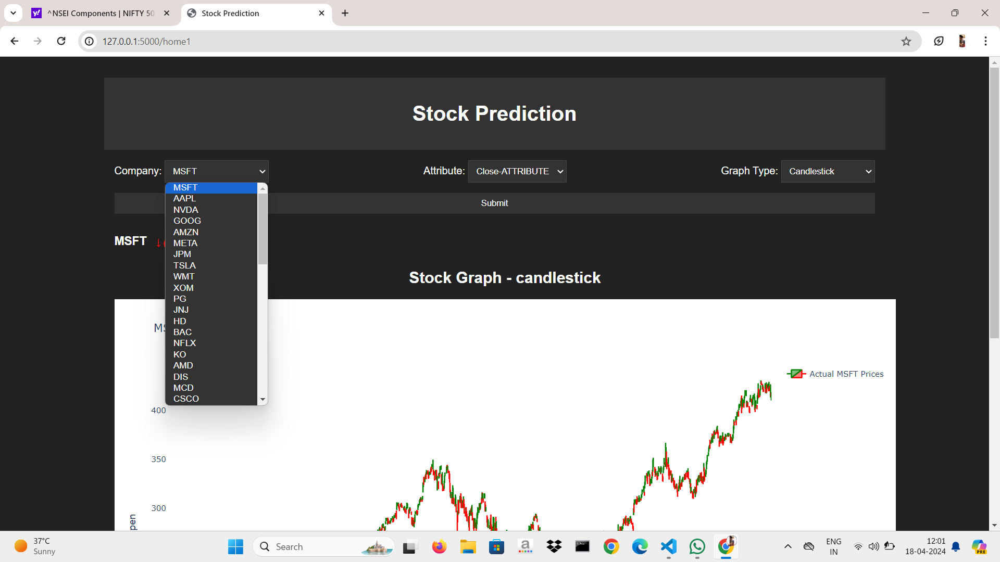 ^NSEI Components | NIFTY 50
Stock Prediction
127.0.0.1:5000/home1
Stock Prediction
Company: MSFT
Attribute: Close-ATTRIBUTE
Graph Type: Candlestick
MSFT
AAPL
NVDA
GOOG
AMZN
META
JPM
TSLA
WMT
XOM
PG
JNJ
HD
BAC
NFLX
KO
AMD
DIS
MCD
CSCO
Submit
MSFT ↓
Stock Graph - candlestick
MS
Actual MSFT Prices
400
350
300
pen
37°C
Sunny
Search
ENG
IN
12:01
18-04-2024
PRE